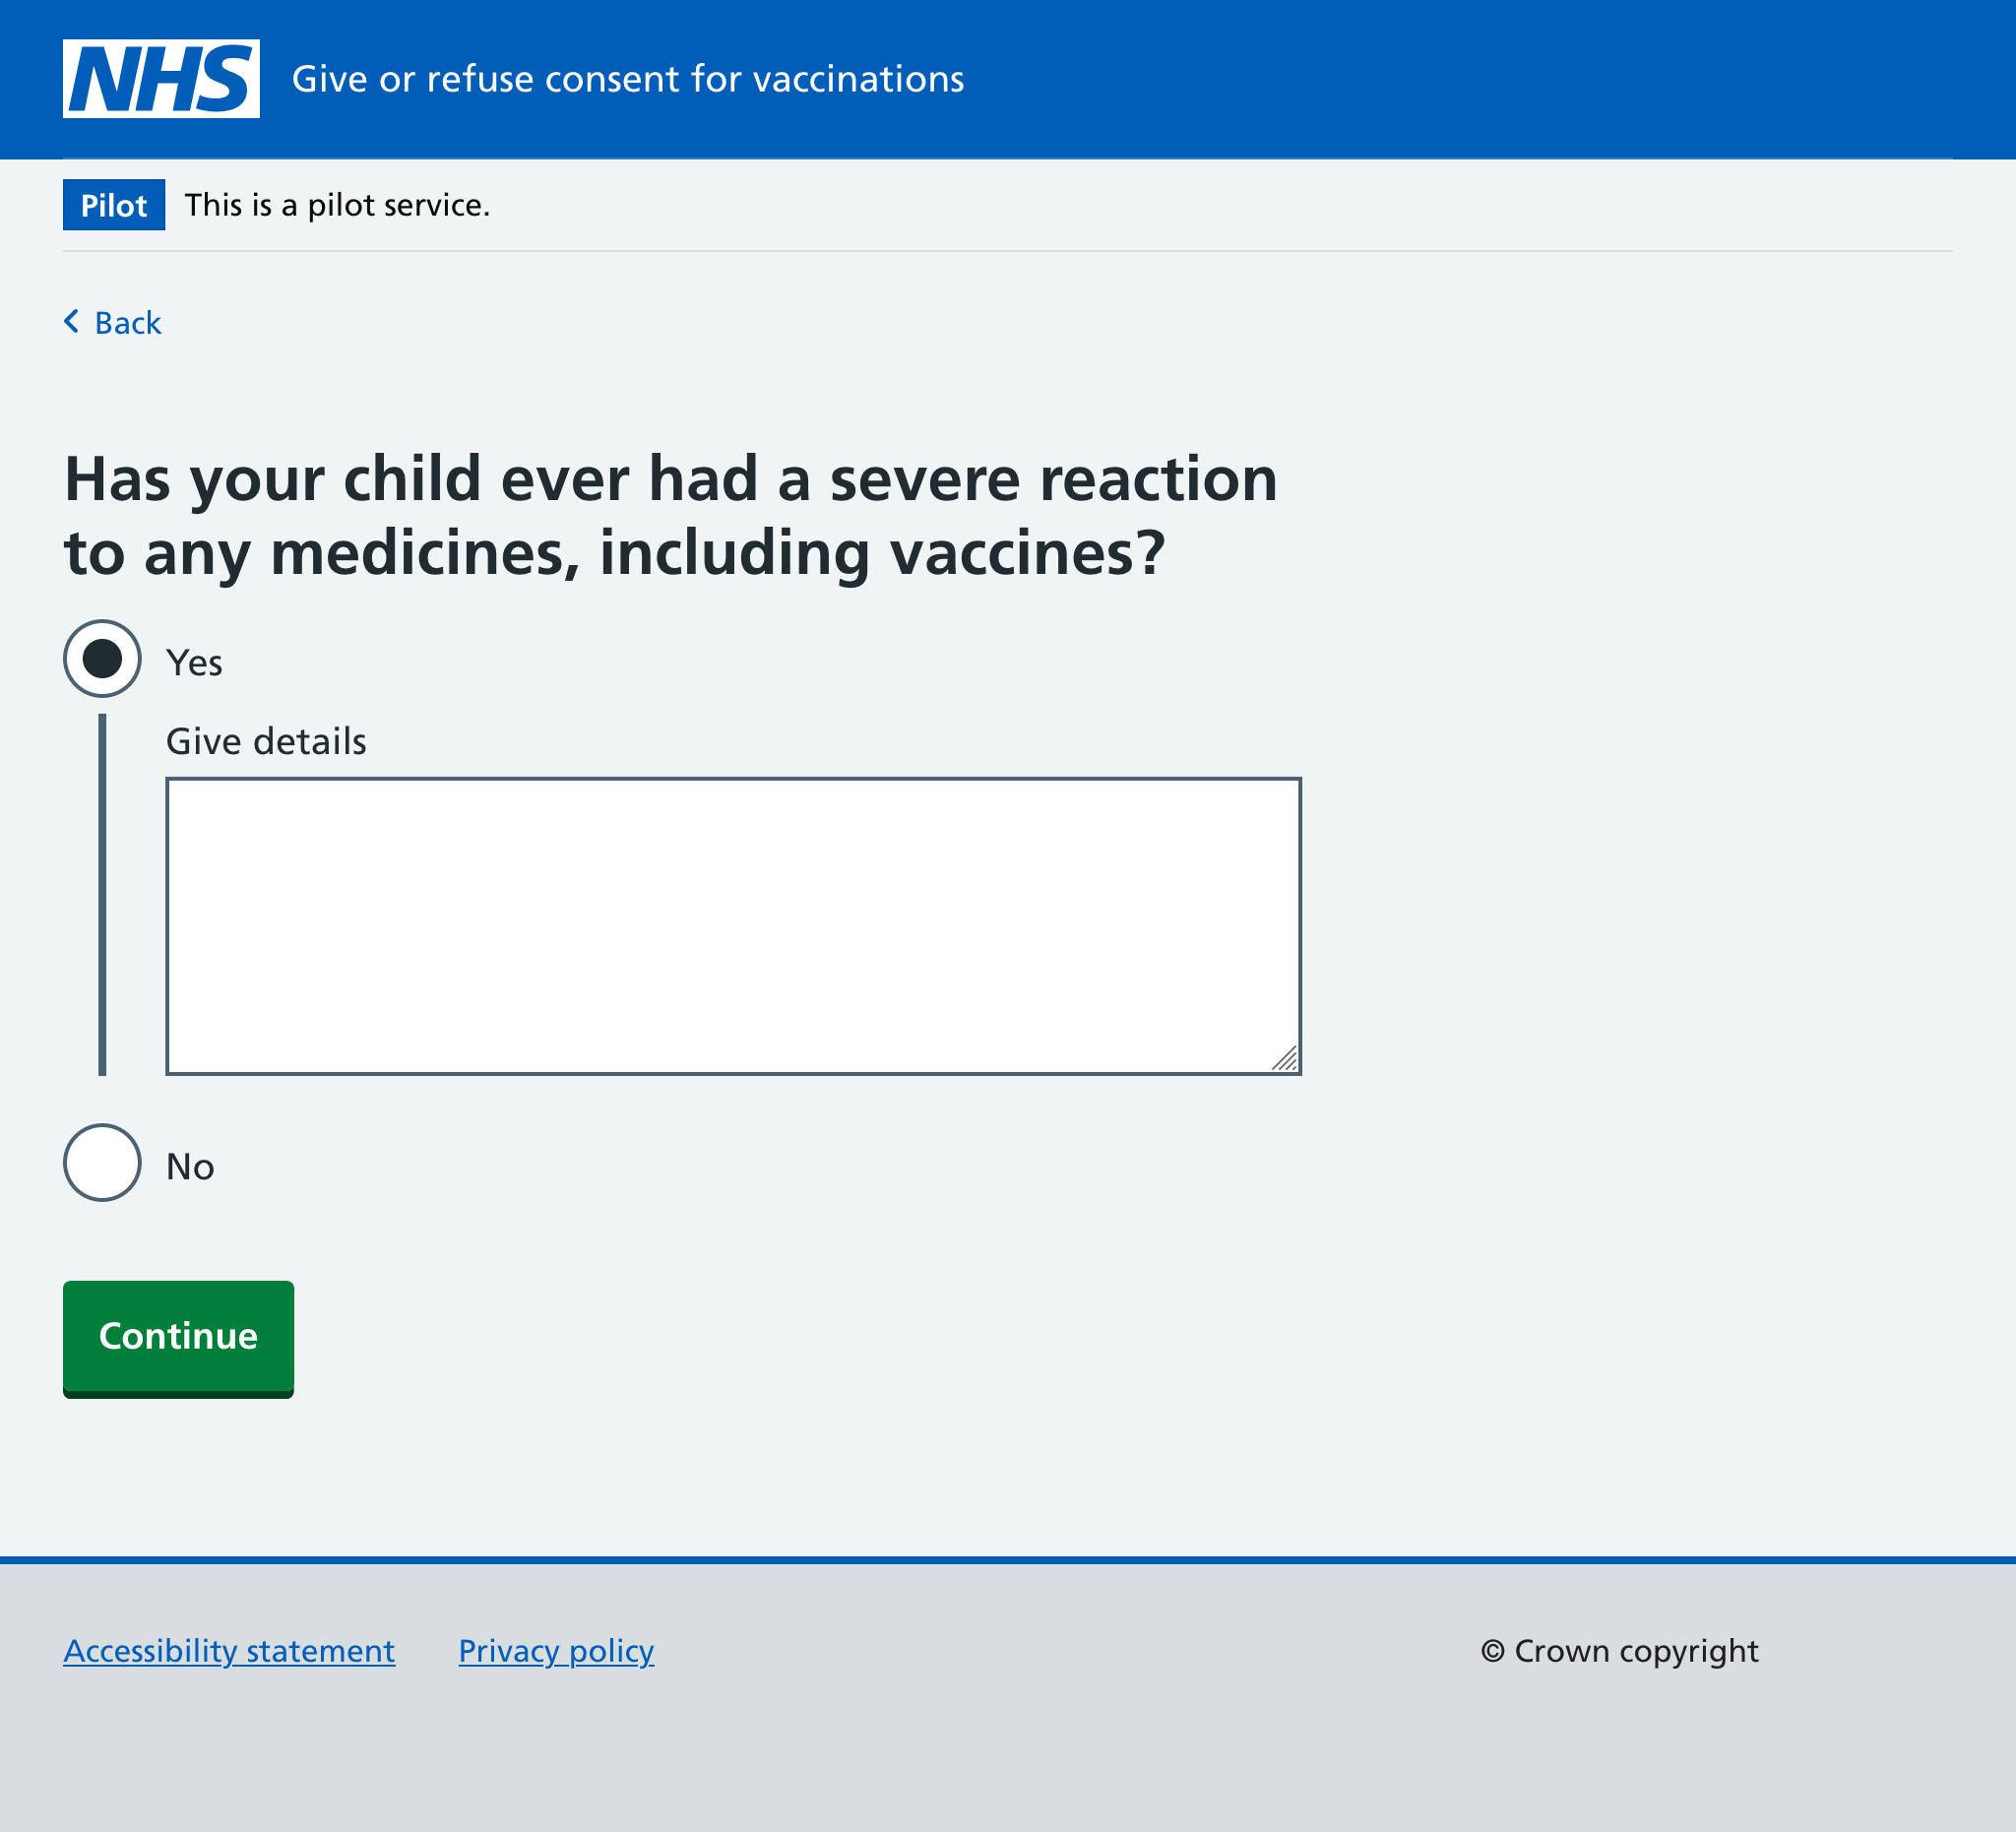 NHS Give or refuse consent for vaccinations
Pilot This is a pilot service.
Back
Has your child ever had a severe reaction
to any medicines, including vaccines?
Yes
Give details
No
Continue
Accessibility statement Privacy policy © Crown copyright